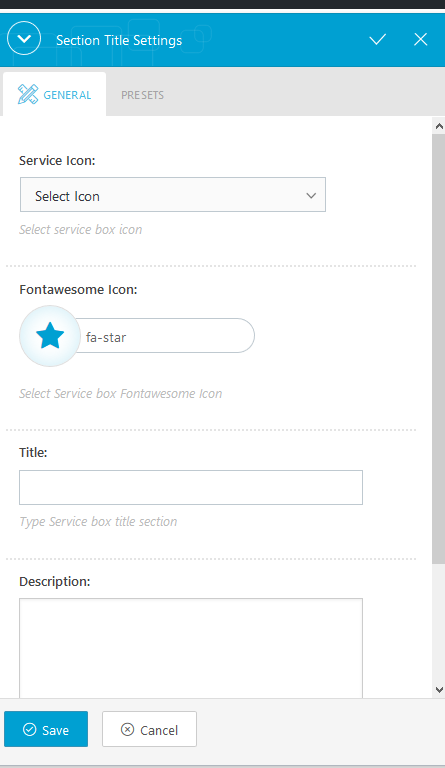 Section Title Settings
GENERAL PRESETS
Service Icon:
Select Icon
Select service box icon
Fontawesome Icon:
fa-star
Select Service box Fontawesome Icon
Title:
Type Service box title section
Description:
Save Cancel